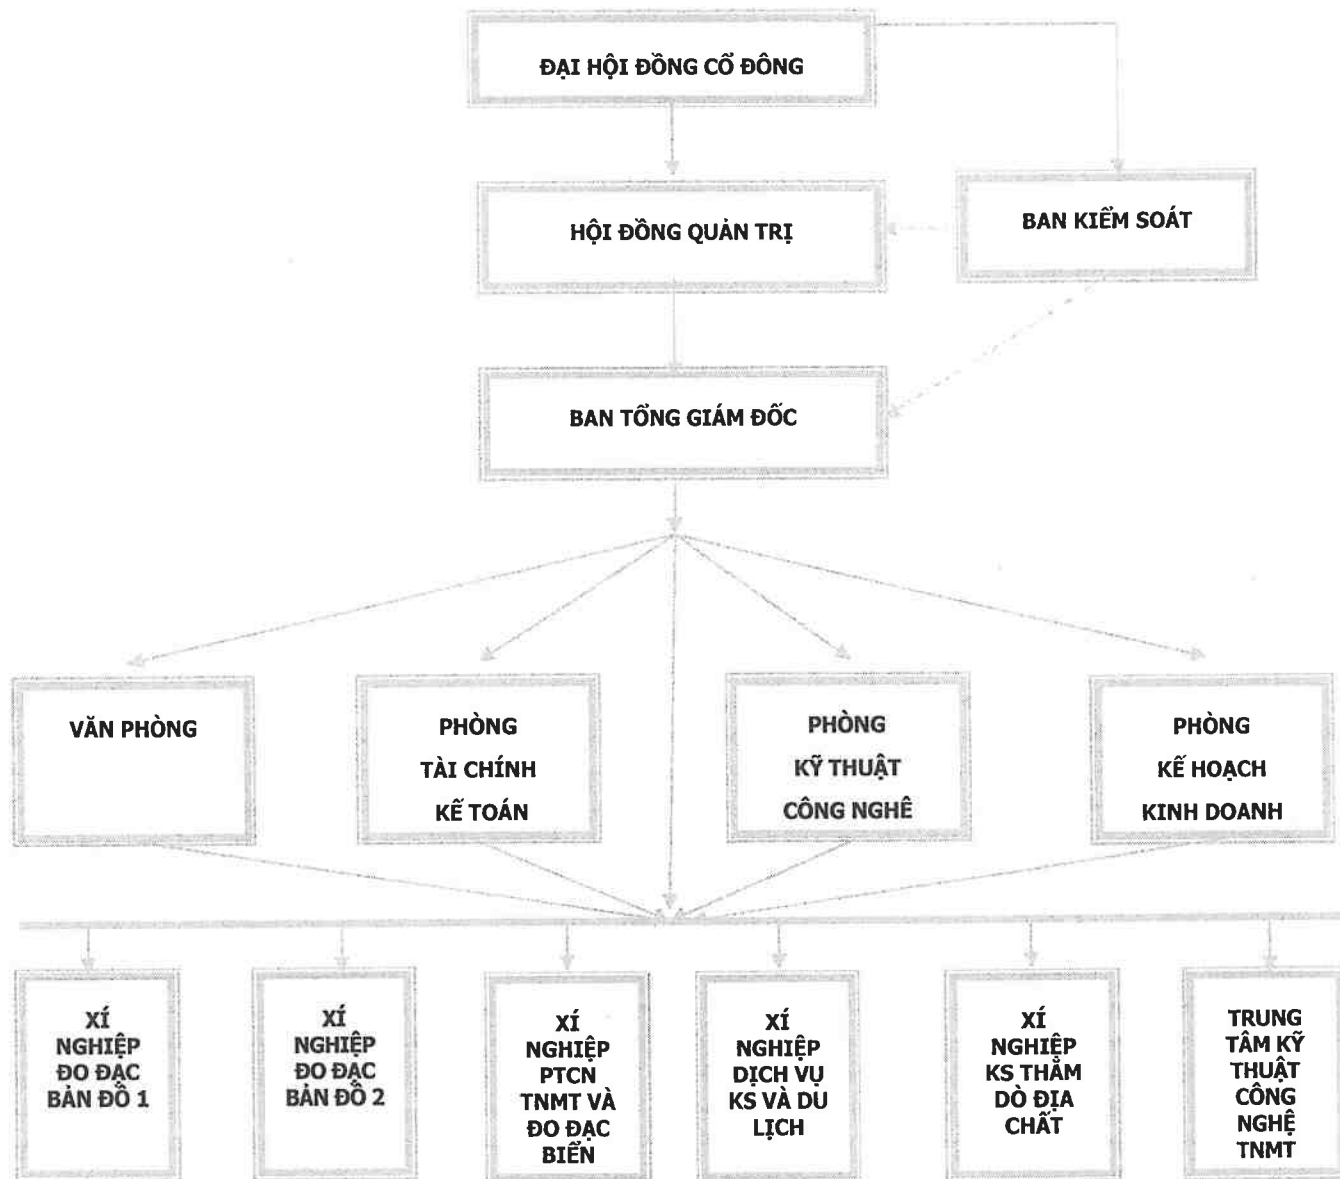 ĐẠI HỘI ĐỒNG CỔ ĐÔNG
HỘI ĐỒNG QUẢN TRỊ
BAN KIỂM SOÁT
BAN TỔNG GIÁM ĐỐC
VĂN PHÒNG
PHÒNG
TÀI CHÍNH
KẾ TOÁN
PHÒNG
KỸ THUẬT
CÔNG NGHÊ
PHÒNG
KẾ HOẠCH
KINH DOANH
XÍ
NGHIỆP
ĐO ĐẠC
BẢN ĐỒ 1
XÍ
NGHIỆP
ĐO ĐẠC
BẢN ĐỒ 2
XÍ
NGHIỆP
PTCN
TNMT VÀ
ĐO ĐẠC
BIỂN
XÍ
NGHIỆP
DỊCH VỤ
KS VÀ DU
LỊCH
XÍ
NGHIỆP
KS THĂM
DÒ ĐỊA
CHẤT
TRUNG
TÂM KỸ
THUẬT
CÔNG
NGHỆ
TNMT